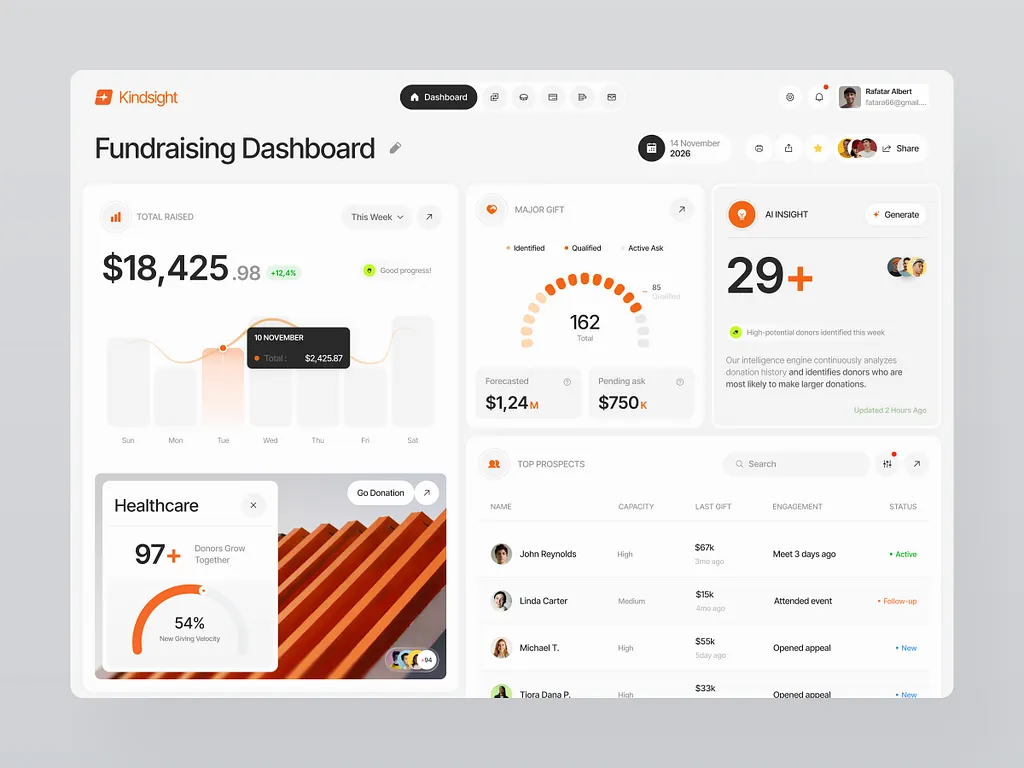 Kindsight
Dashboard
Rafatar Albert
fatara66@gmail....
Fundraising Dashboard
14 November
2026
Share
TOTAL RAISED
This Week
$18,425.98
+12,4%
Good progress!
10 NOVEMBER
Total :
$2,425.87
Sun
Mon
Tue
Wed
Thu
Fri
Sat
Healthcare
97+
Donors Grow
Together
54%
New Giving Velocity
Go Donation
+94
MAJOR GIFT
Identified
Qualified
Active Ask
85
Qualified
162
Total
Forecasted
$1,24 M
Pending ask
$750 K
AI INSIGHT
Generate
29+
High-potential donors identified this week
Our intelligence engine continuously analyzes
donation history and identifies donors who are
most likely to make larger donations.
Updated 2 Hours Ago
TOP PROSPECTS
Search
NAME
CAPACITY
LAST GIFT
ENGAGEMENT
STATUS
John Reynolds
High
$67k
3mo ago
Meet 3 days ago
Active
Linda Carter
Medium
$15k
4mo ago
Attended event
Follow-up
Michael T.
High
$55k
5day ago
Opened appeal
New
Tiora Dana P.
High
$33k
Opened appeal
New